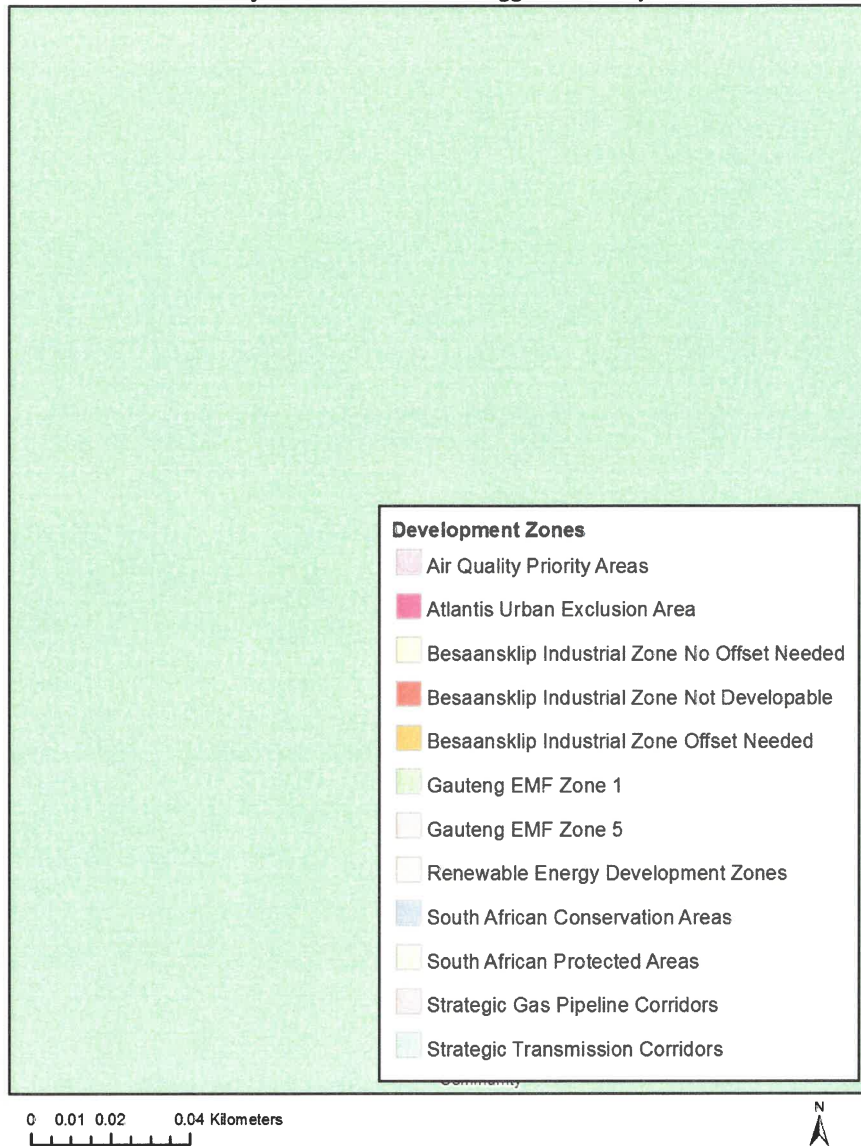 Development Zones
Air Quality Priority Areas
Atlantis Urban Exclusion Area
Besaansklip Industrial Zone No Offset Needed
Besaansklip Industrial Zone Not Developable
Besaansklip Industrial Zone Offset Needed
Gauteng EMF Zone 1
Gauteng EMF Zone 5
Renewable Energy Development Zones
South African Conservation Areas
South African Protected Areas
Strategic Gas Pipeline Corridors
Strategic Transmission Corridors
Community
0 0.01 0.02 0.04 Kilometers
N